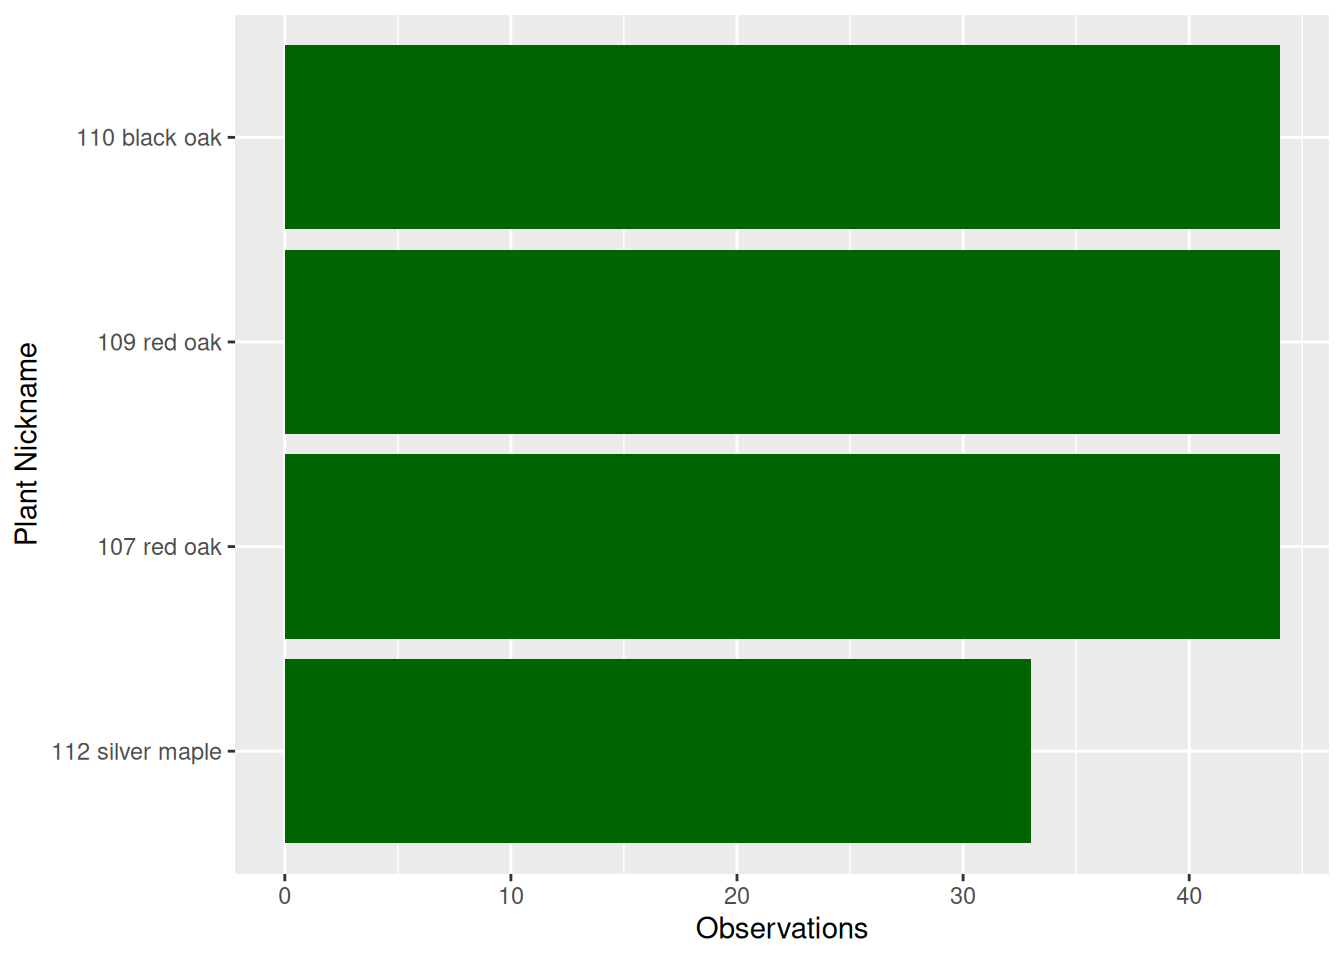 Plant Nickname
110 black oak
109 red oak
107 red oak
112 silver maple
0 10 20 30 40
Observations